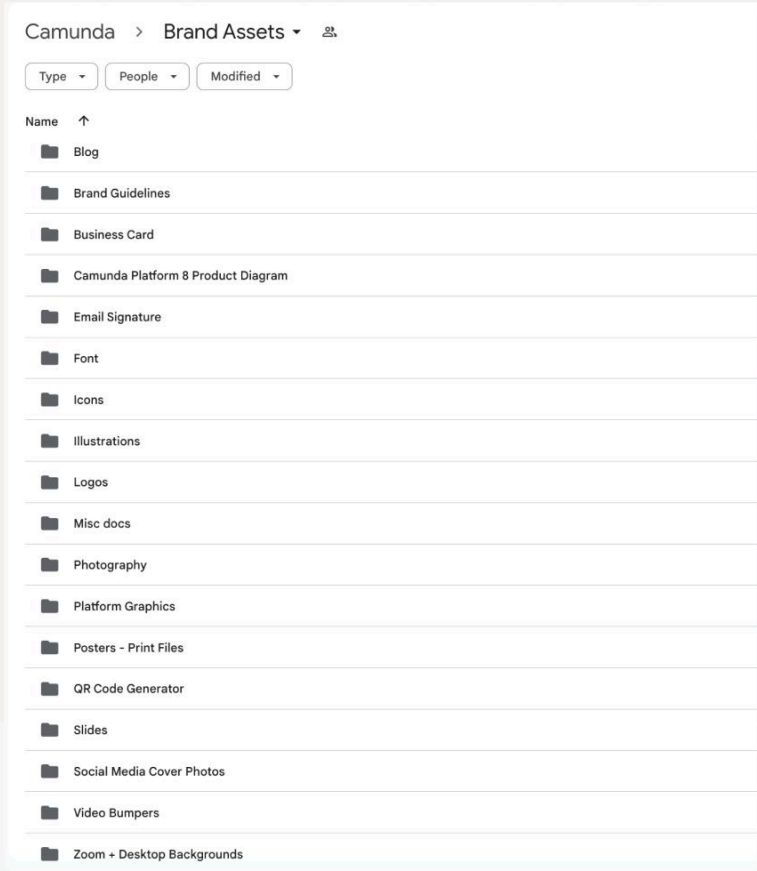 Camunda > Brand Assets
Type People Modified
Name ↑
Blog
Brand Guidelines
Business Card
Camunda Platform 8 Product Diagram
Email Signature
Font
Icons
Illustrations
Logos
Misc docs
Photography
Platform Graphics
Posters - Print Files
QR Code Generator
Slides
Social Media Cover Photos
Video Bumpers
Zoom + Desktop Backgrounds